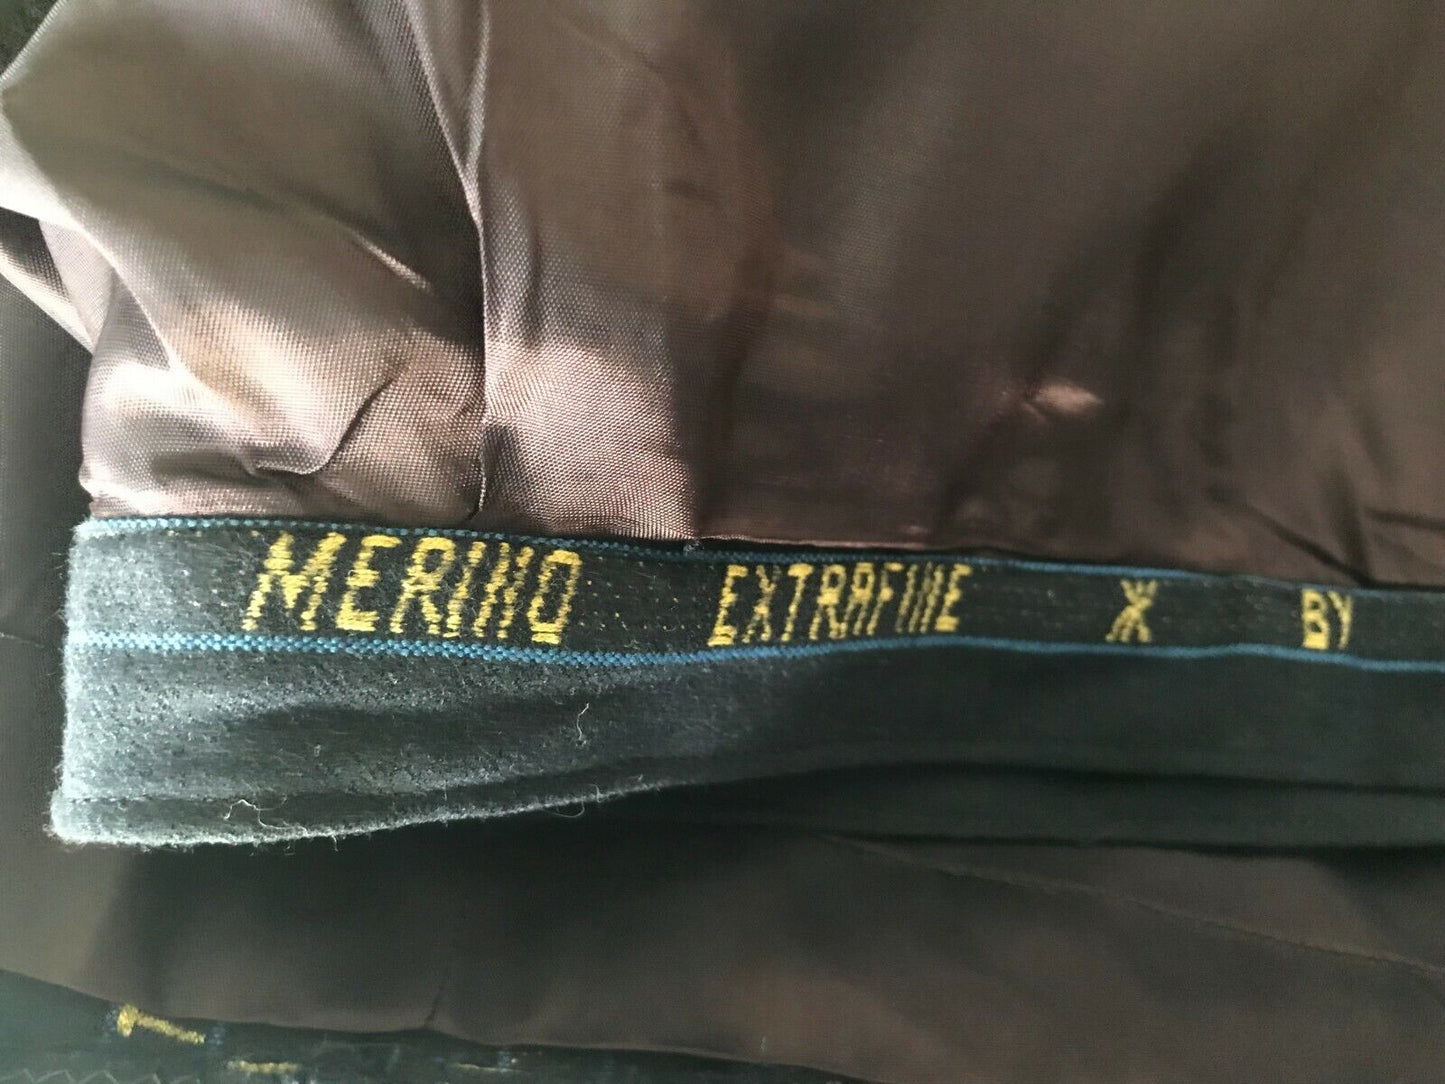 MERINO EXTRAFINE Ж BY